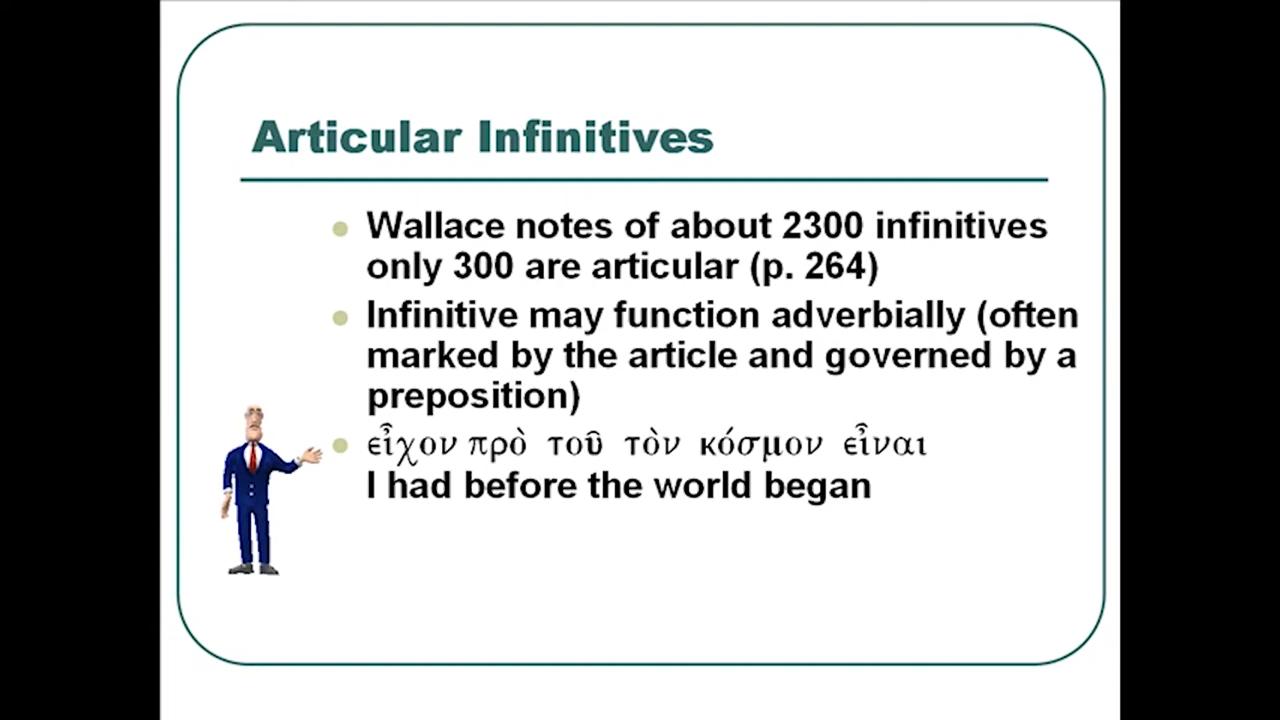 Articular Infinitives
Wallace notes of about 2300 infinitives
only 300 are articular (p. 264)
Infinitive may function adverbially (often
marked by the article and governed by a
preposition)
εἶχον πρὸ τοῦ τὸν κόσμον εἶναι
I had before the world began